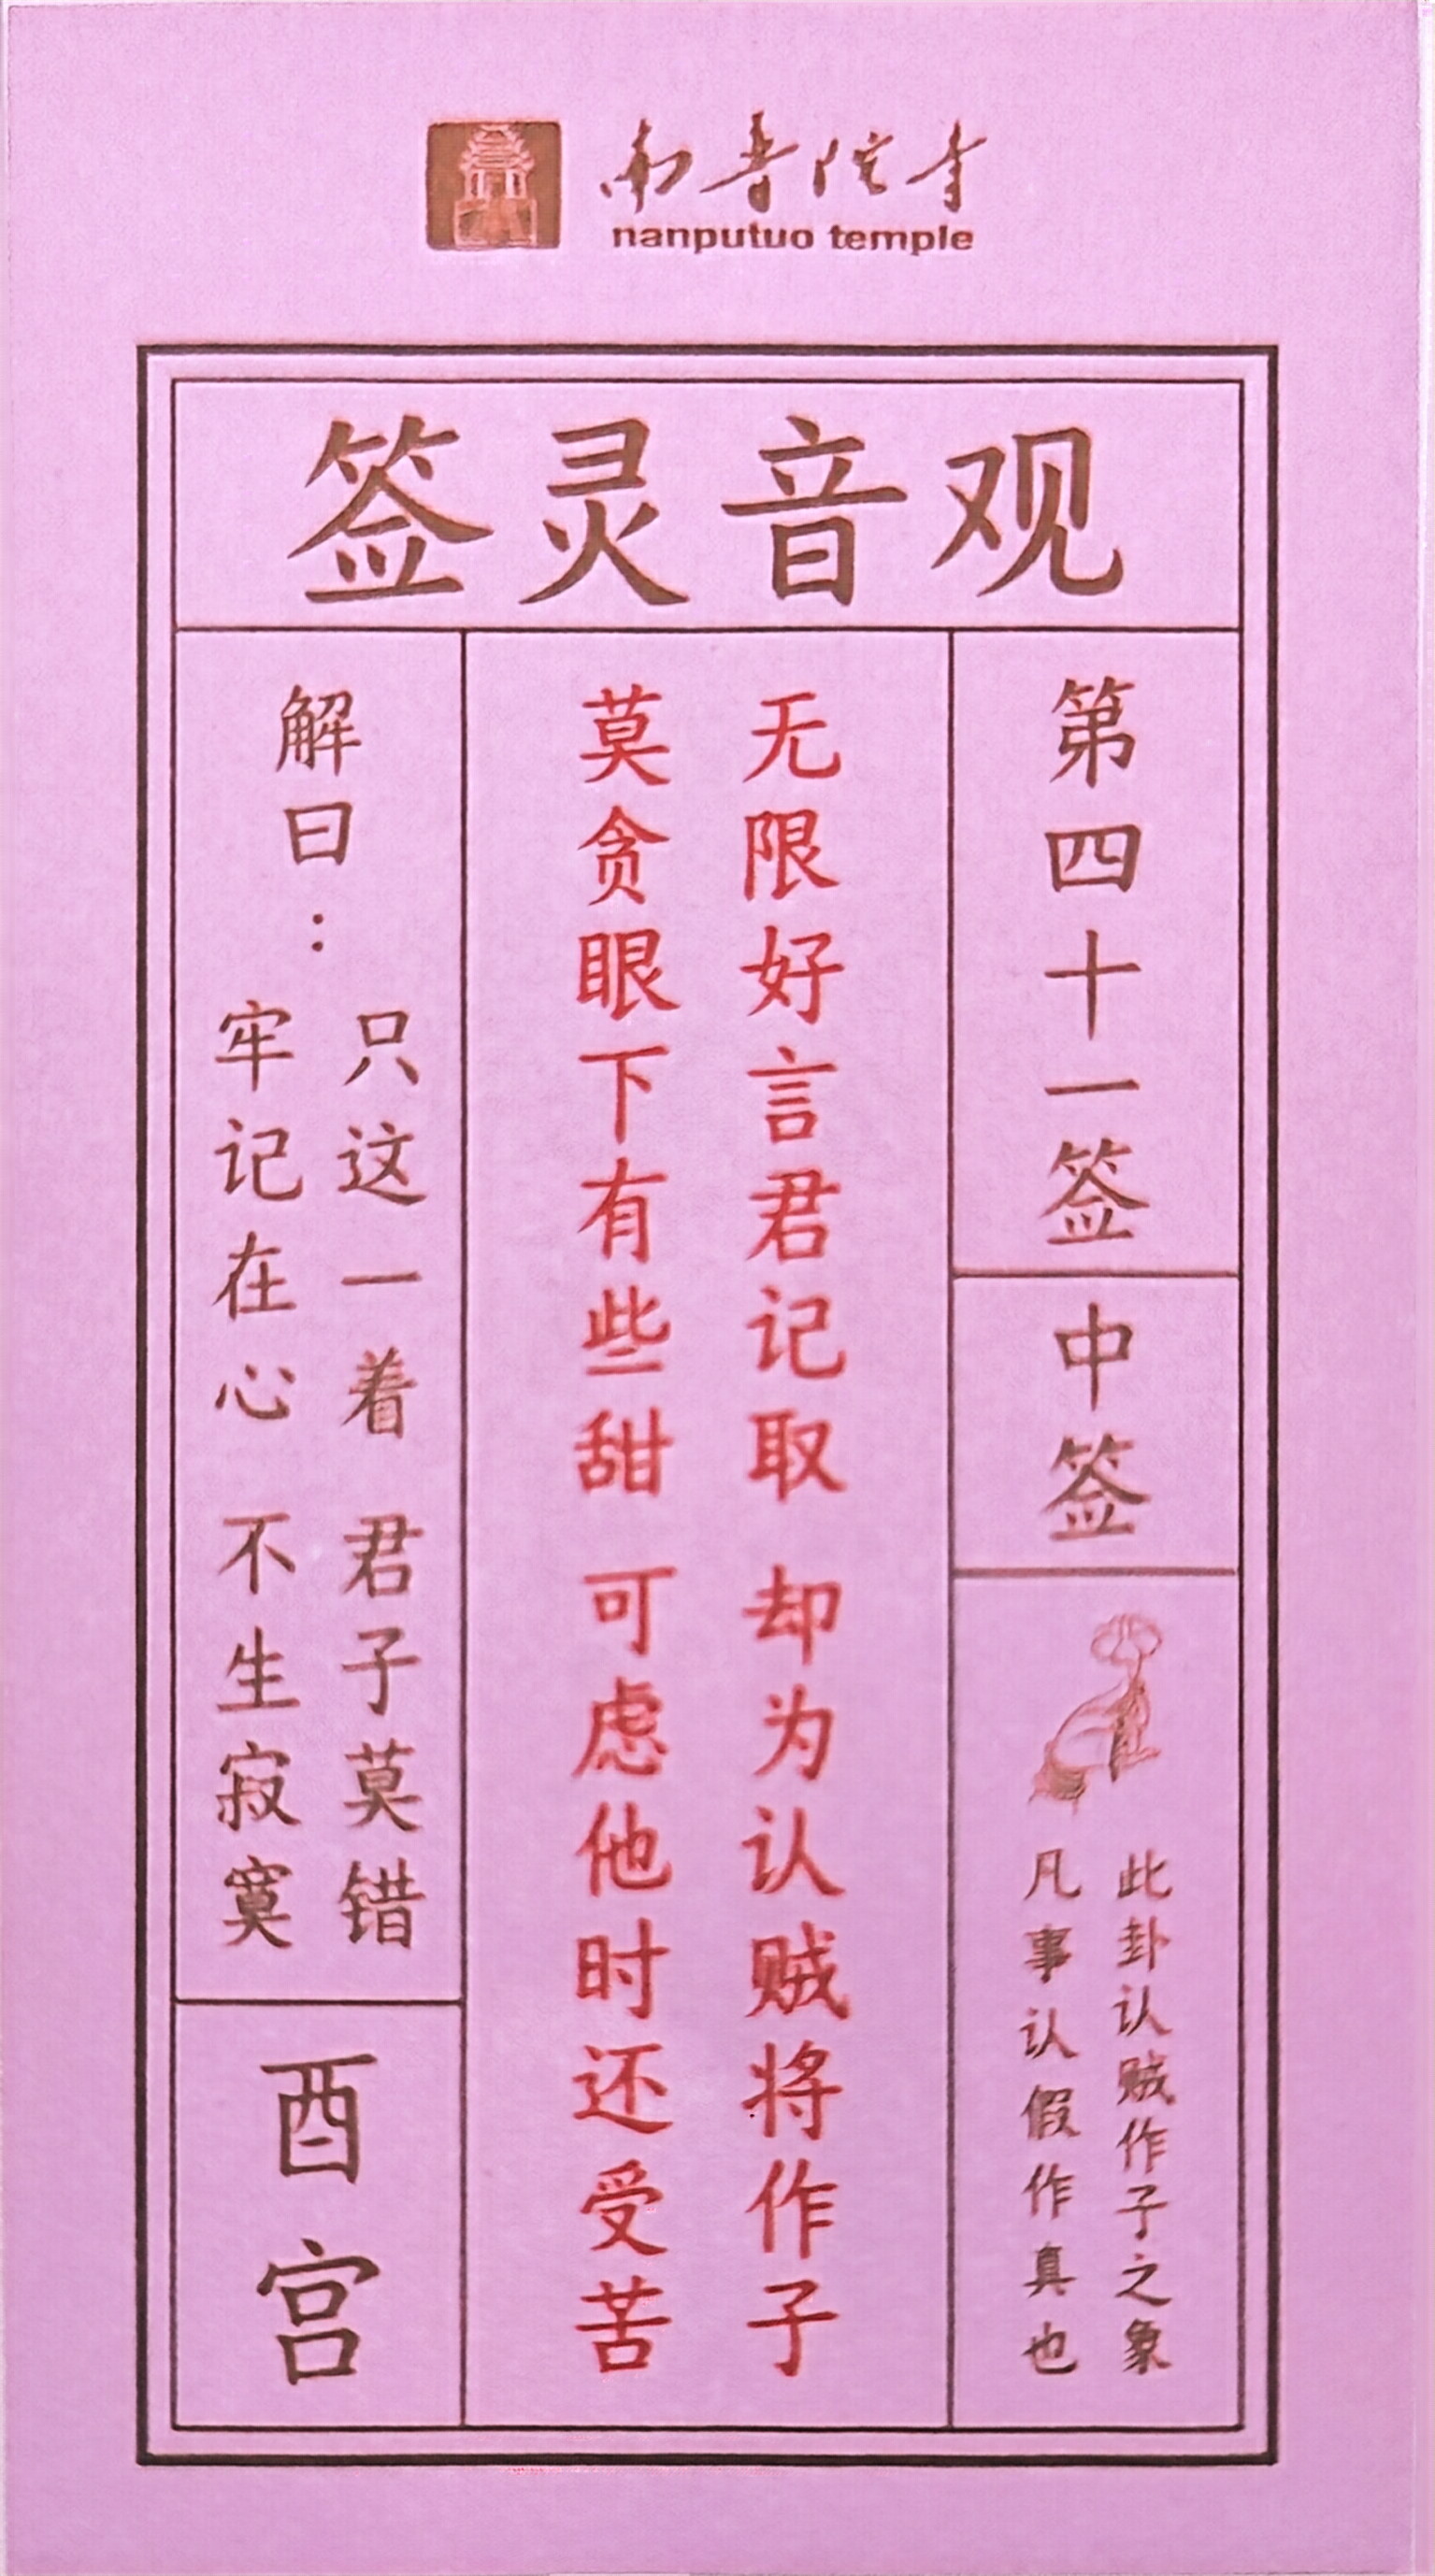 南普陀寺
nanputuo temple
观音灵签
第四十一签
中签
此卦认贼作子之象
凡事认假作真也
无限好言君记取 却为认贼将作子
莫贪眼下有些甜 可虑他时还受苦
解曰：
只这一着 君子莫错
牢记在心 不生寂寞
酉宫